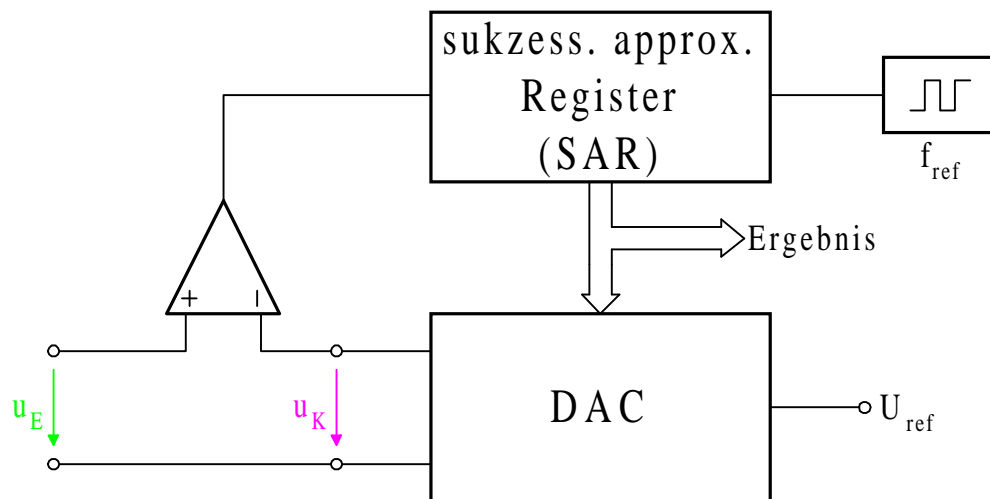 sukzess. approx.
Register
(SAR)
f_ref
Ergebnis
+ −
u_E
u_K
DAC
U_ref